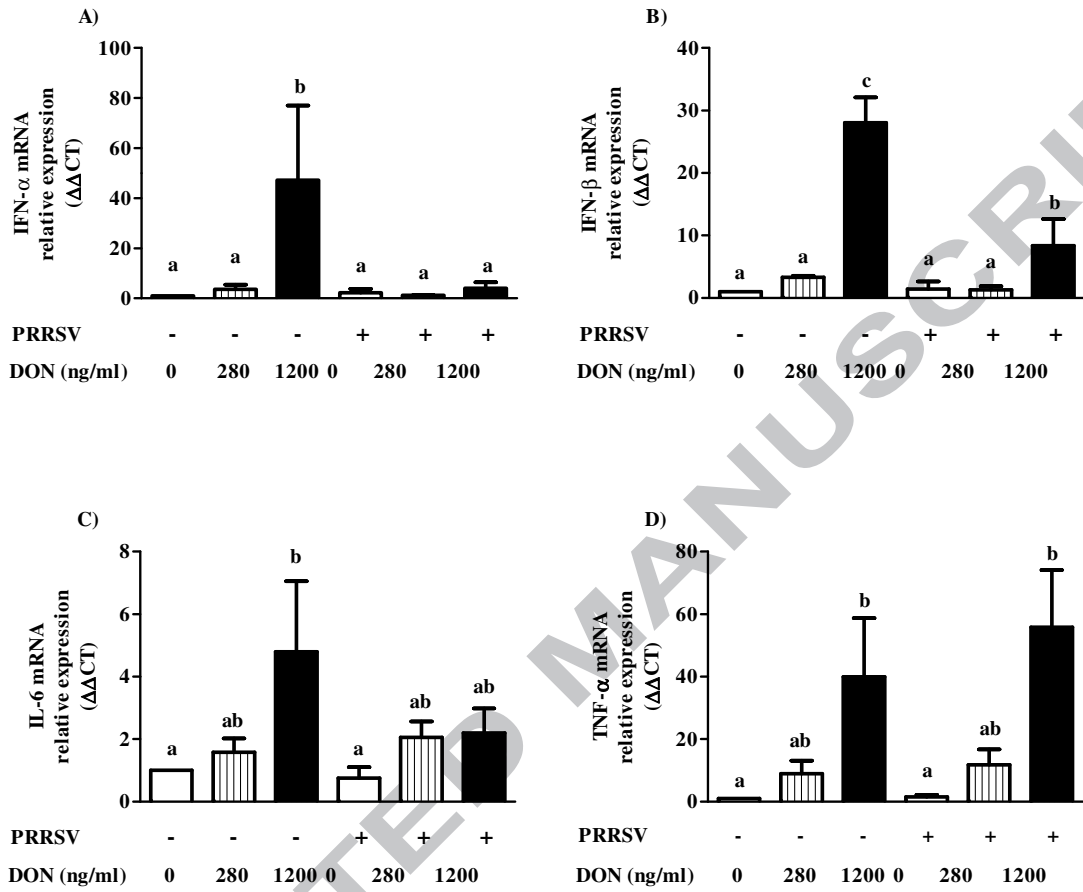 A)
IFN-α mRNA
relative expression
(ΔΔCT)
100
80
60
40
20
0
a
a
b
a
a
a
PRRSV - - - + + +
DON (ng/ml) 0 280 1200 0 280 1200
B)
IFN-β mRNA
relative expression
(ΔΔCT)
40
30
20
10
0
a
a
c
a
a
b
PRRSV - - - + + +
DON (ng/ml) 0 280 1200 0 280 1200
C)
IL-6 mRNA
relative expression
(ΔΔCT)
8
6
4
2
0
a
ab
b
a
ab
ab
PRRSV - - - + + +
DON (ng/ml) 0 280 1200 0 280 1200
D)
TNF-α mRNA
relative expression
(ΔΔCT)
80
60
40
20
0
a
ab
b
a
ab
b
PRRSV - - - + + +
DON (ng/ml) 0 280 1200 0 280 1200
TED MANUSCRI